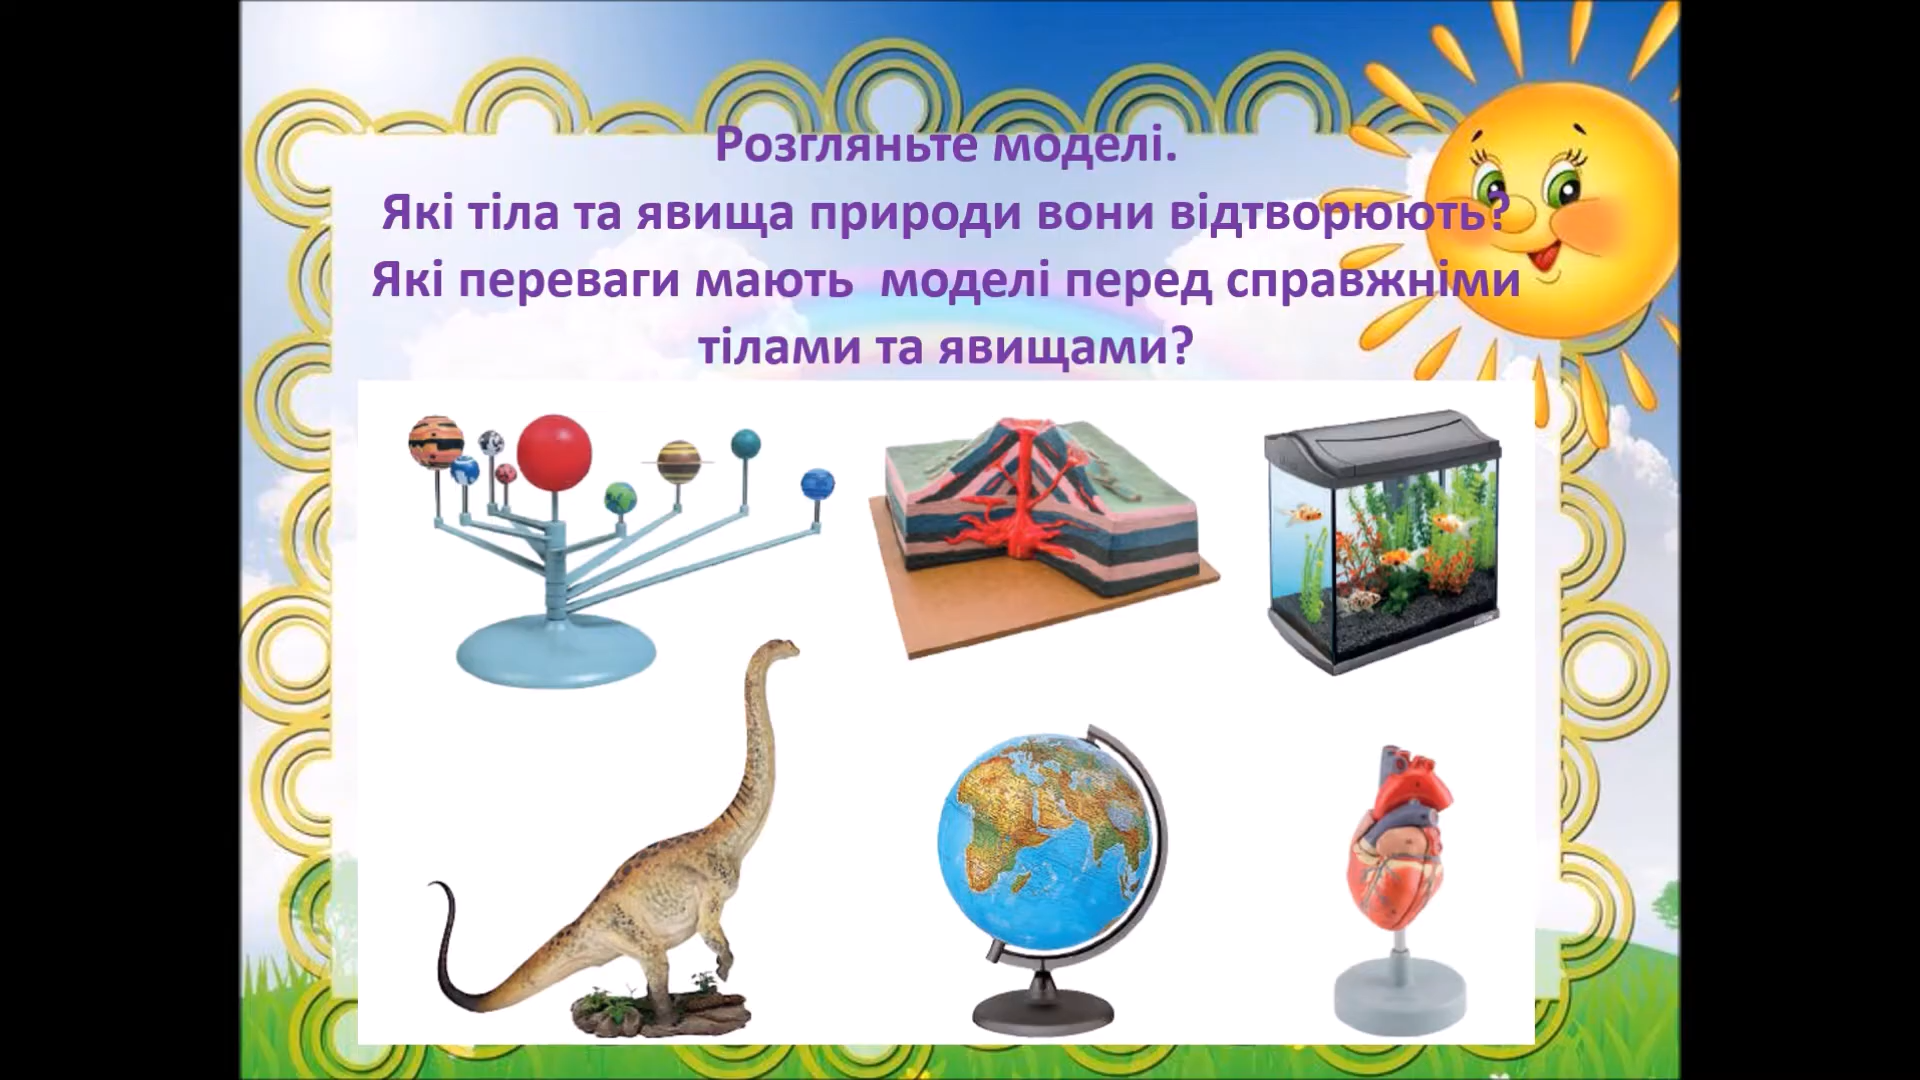 Розгляньте моделі.
Які тіла та явища природи вони відтворюють?
Які переваги мають моделі перед справжніми
тілами та явищами?